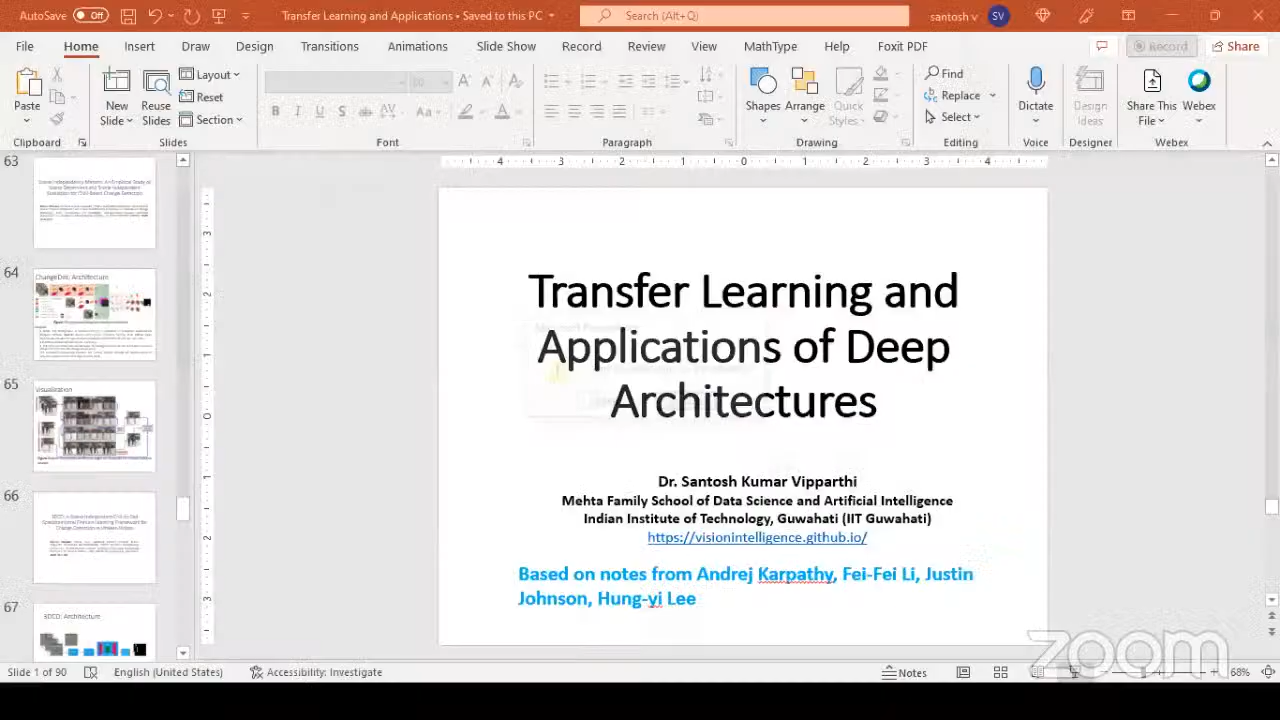 AutoSave Off Transfer Learning and Applications • Saved to this PC Search (Alt+Q) santosh v SV
File Home Insert Draw Design Transitions Animations Slide Show Record Review View MathType Help Foxit PDF Record Share
Paste New Slide Reuse Slides Layout Reset Section Shapes Arrange Quick Styles Find Replace Select Dictate Design Ideas Share This File Webex
Clipboard Slides Font Paragraph Drawing Editing Voice Designer Webex
63
64
ChangeDet: Architecture
65
Visualization
66
67
3DCD: Architecture
Transfer Learning and
Applications of Deep
Architectures
Dr. Santosh Kumar Vipparthi
Mehta Family School of Data Science and Artificial Intelligence
Indian Institute of Technology, Guwahati (IIT Guwahati)
https://visionintelligence.github.io/
Based on notes from Andrej Karpathy, Fei-Fei Li, Justin
Johnson, Hung-yi Lee
zoom
Slide 1 of 90 English (United States) Accessibility: Investigate Notes 68%